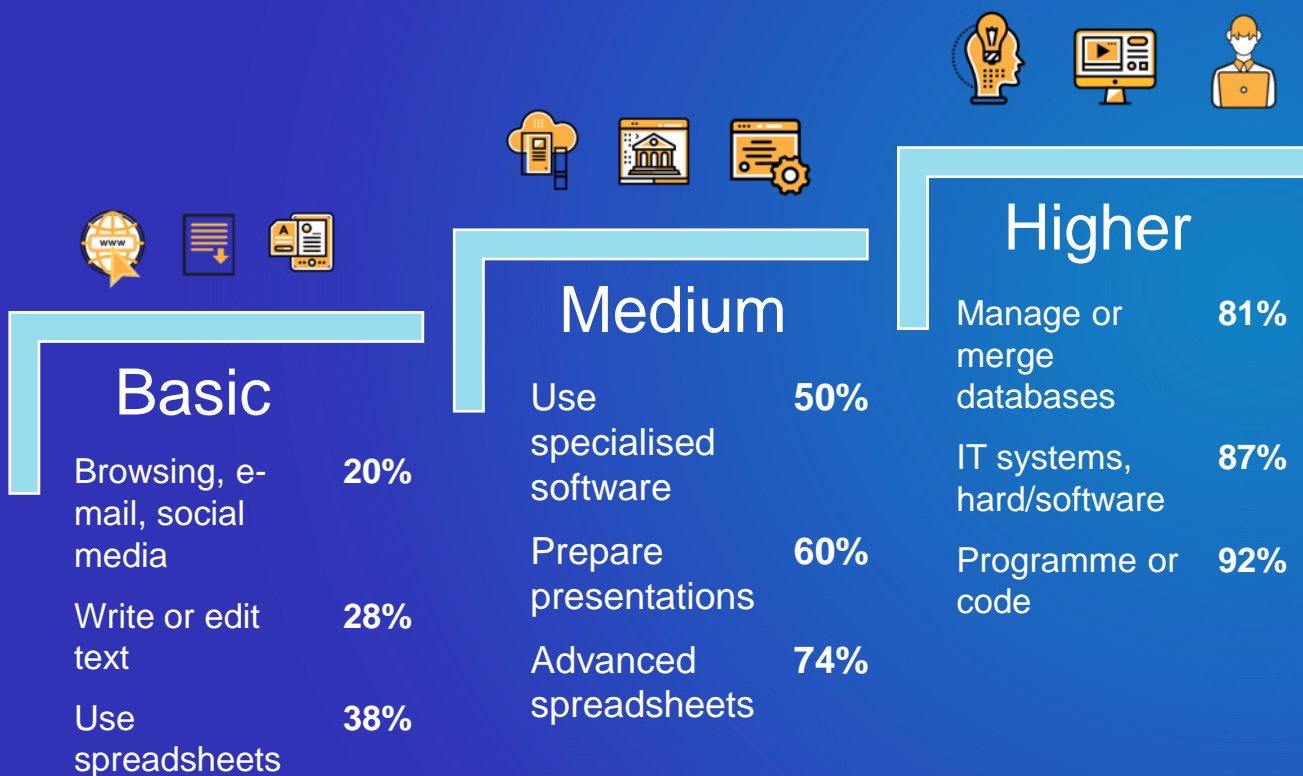 WWW
A
Basic
Browsing, e- 20%
mail, social
media
Write or edit 28%
text
Use 38%
spreadsheets
Medium
Use 50%
specialised
software
Prepare 60%
presentations
Advanced 74%
spreadsheets
Higher
Manage or 81%
merge
databases
IT systems, 87%
hard/software
Programme or 92%
code